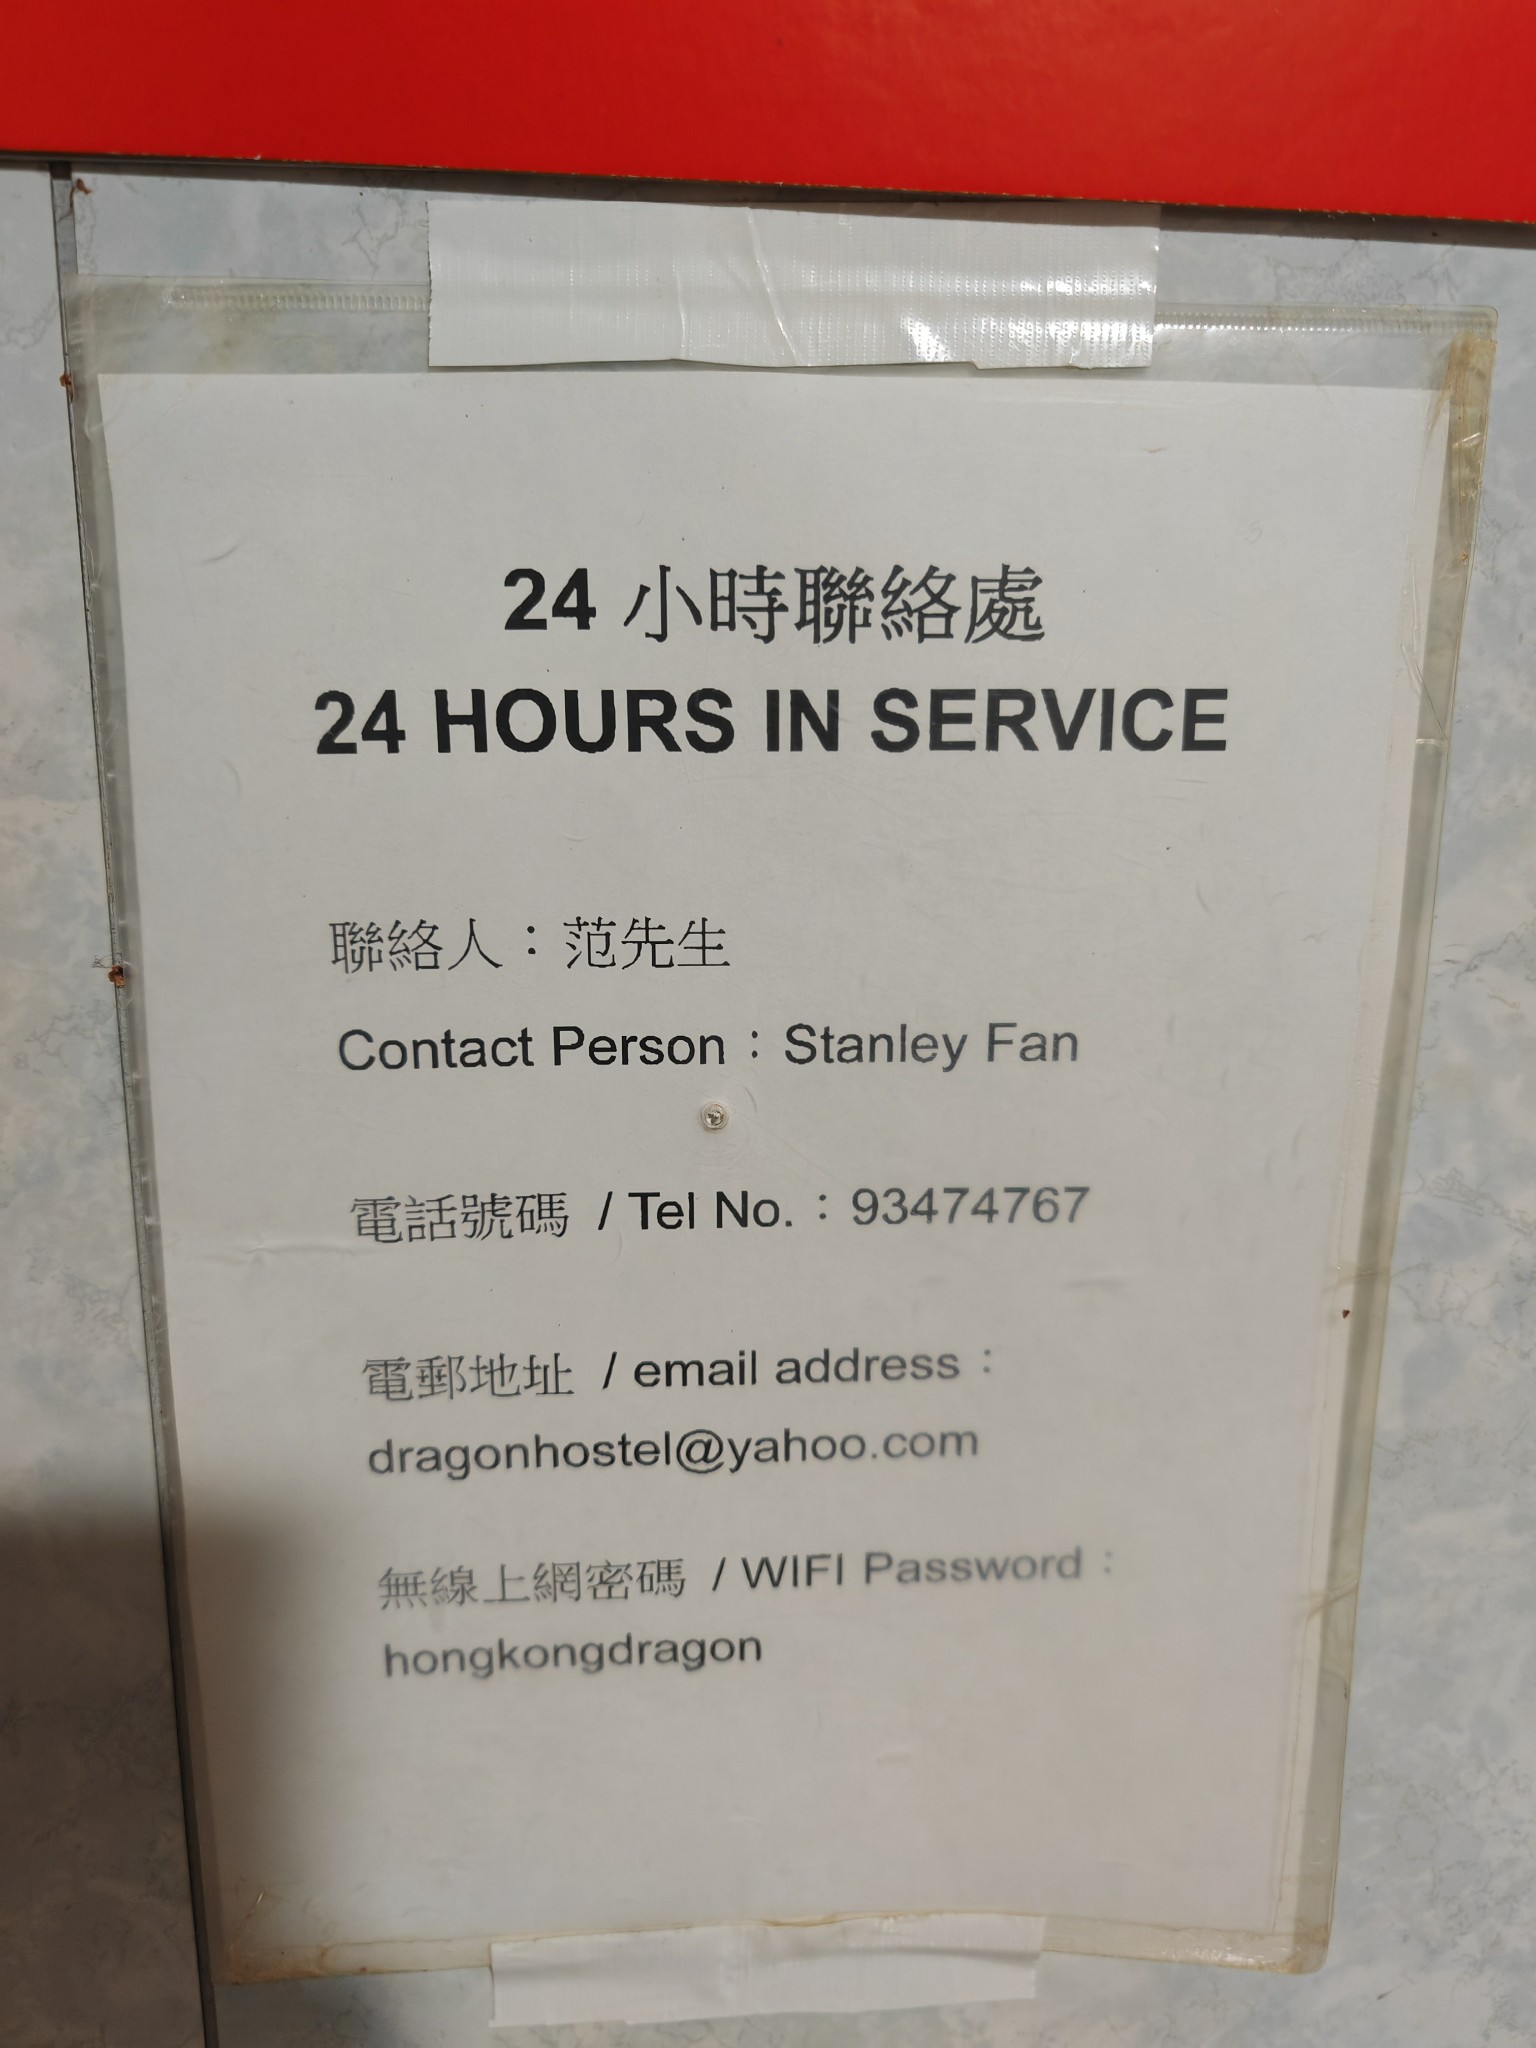 24 小時聯絡處
24 HOURS IN SERVICE
聯絡人：范先生
Contact Person：Stanley Fan
電話號碼 / Tel No.：93474767
電郵地址 / email address：
dragonhostel@yahoo.com
無線上網密碼 / WIFI Password：
hongkongdragon